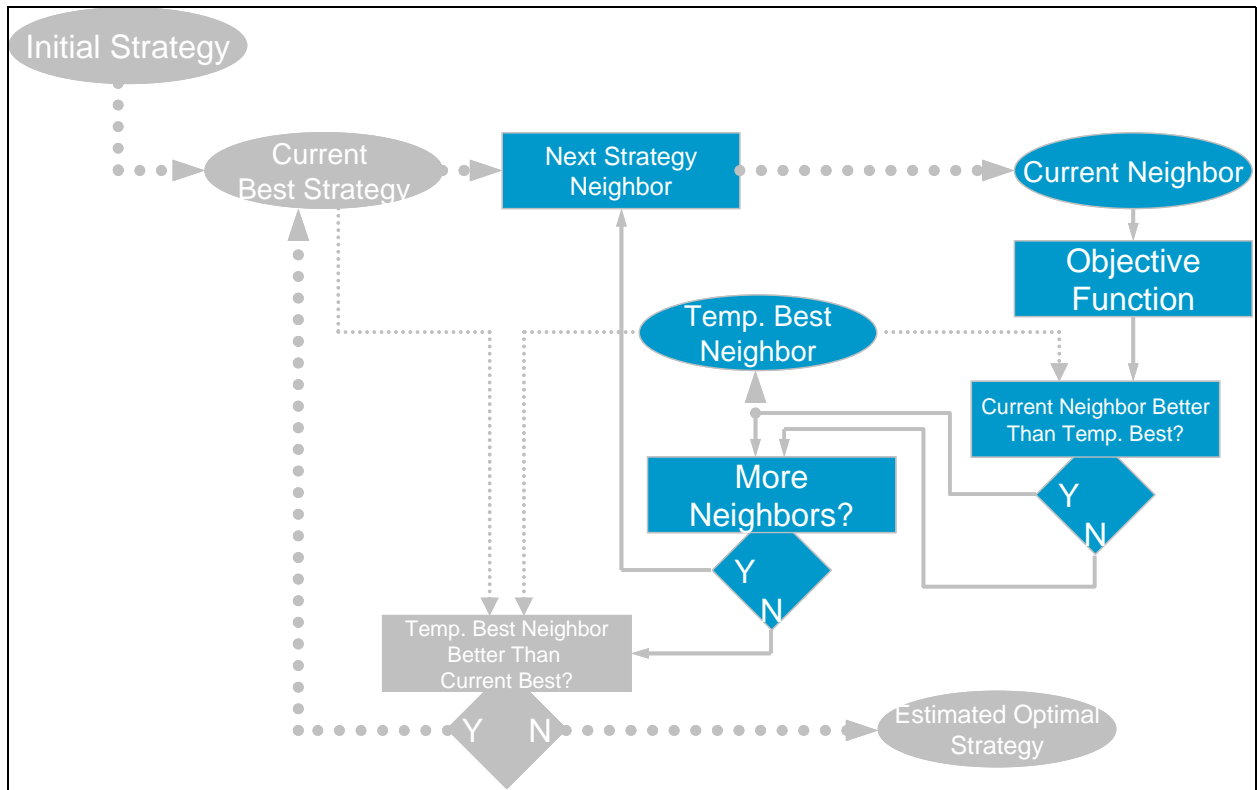 Initial Strategy
Current
Best Strategy
Next Strategy
Neighbor
Current Neighbor
Objective
Function
Temp. Best
Neighbor
Current Neighbor Better
Than Temp. Best?
Y
N
More
Neighbors?
Y
N
Temp. Best Neighbor
Better Than
Current Best?
Y
N
Estimated Optimal
Strategy